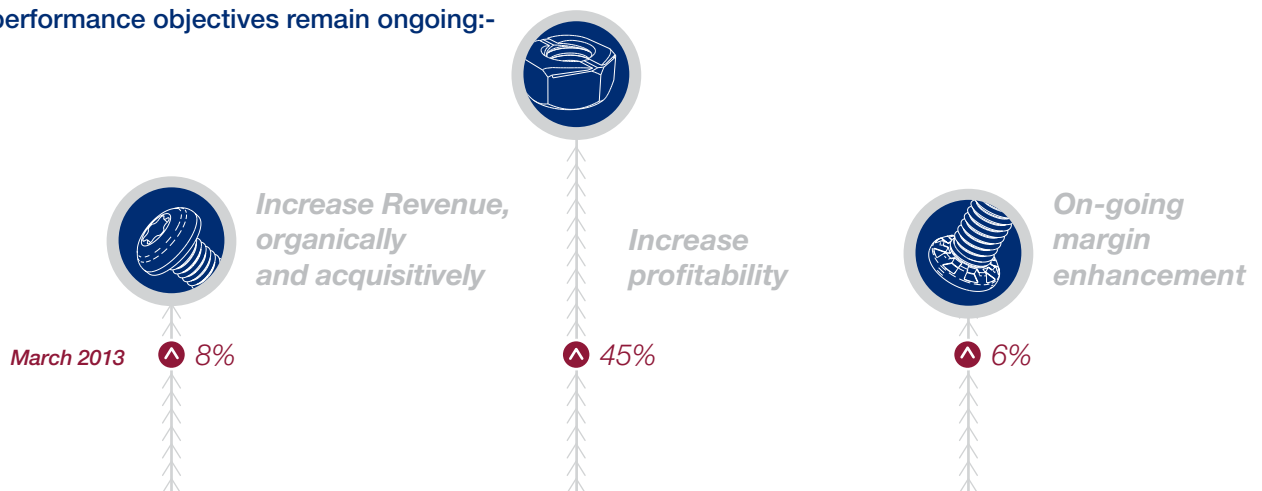 performance objectives remain ongoing:-
Increase Revenue,
organically
and acquisitively
Increase
profitability
On-going
margin
enhancement
March 2013 8% 45% 6%